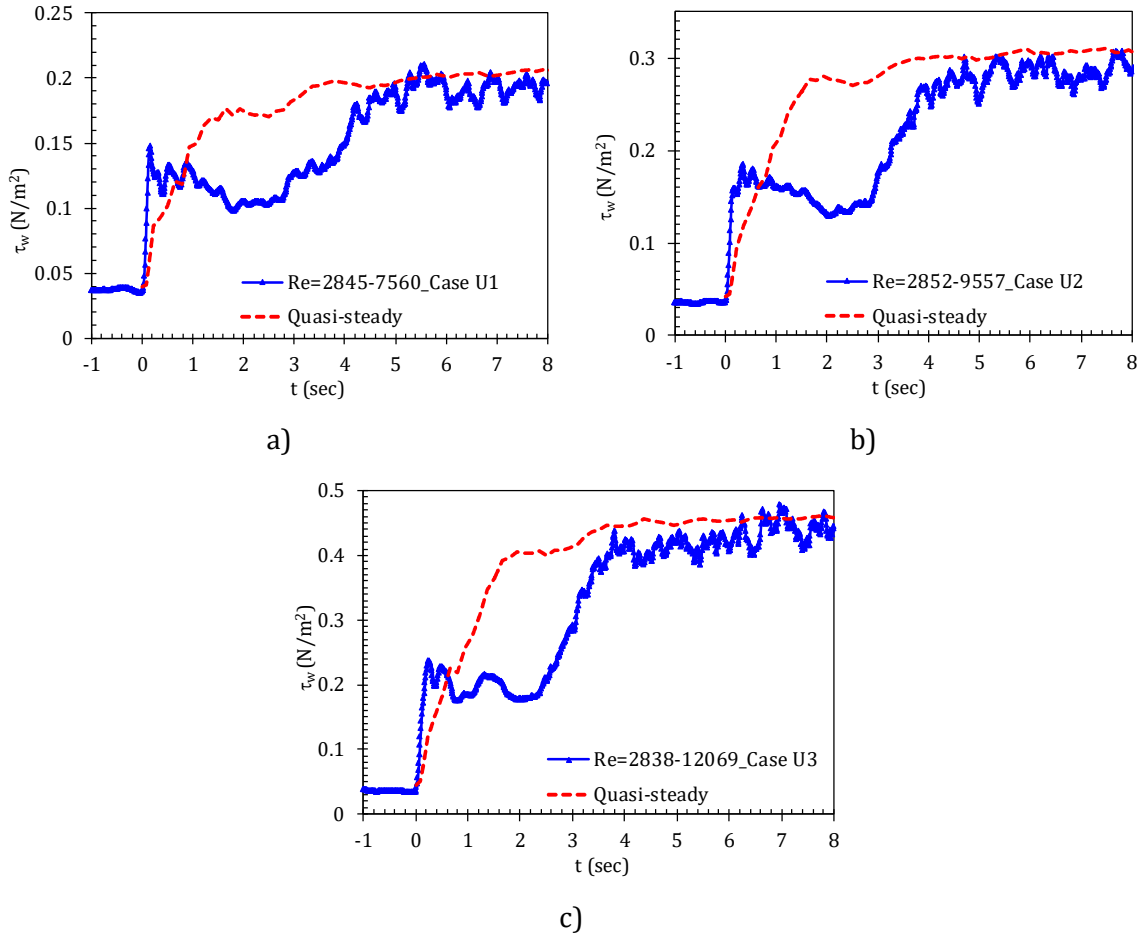 0.25
0.2
0.15
0.1
0.05
0
τw (N/m²)
-1 0 1 2 3 4 5 6 7 8
t (sec)
Re=2845-7560_Case U1
Quasi-steady
a)
0.3
0.2
0.1
0
τw (N/m²)
-1 0 1 2 3 4 5 6 7 8
t (sec)
Re=2852-9557_Case U2
Quasi-steady
b)
0.5
0.4
0.3
0.2
0.1
0
τw (N/m²)
-1 0 1 2 3 4 5 6 7 8
t (sec)
Re=2838-12069_Case U3
Quasi-steady
c)